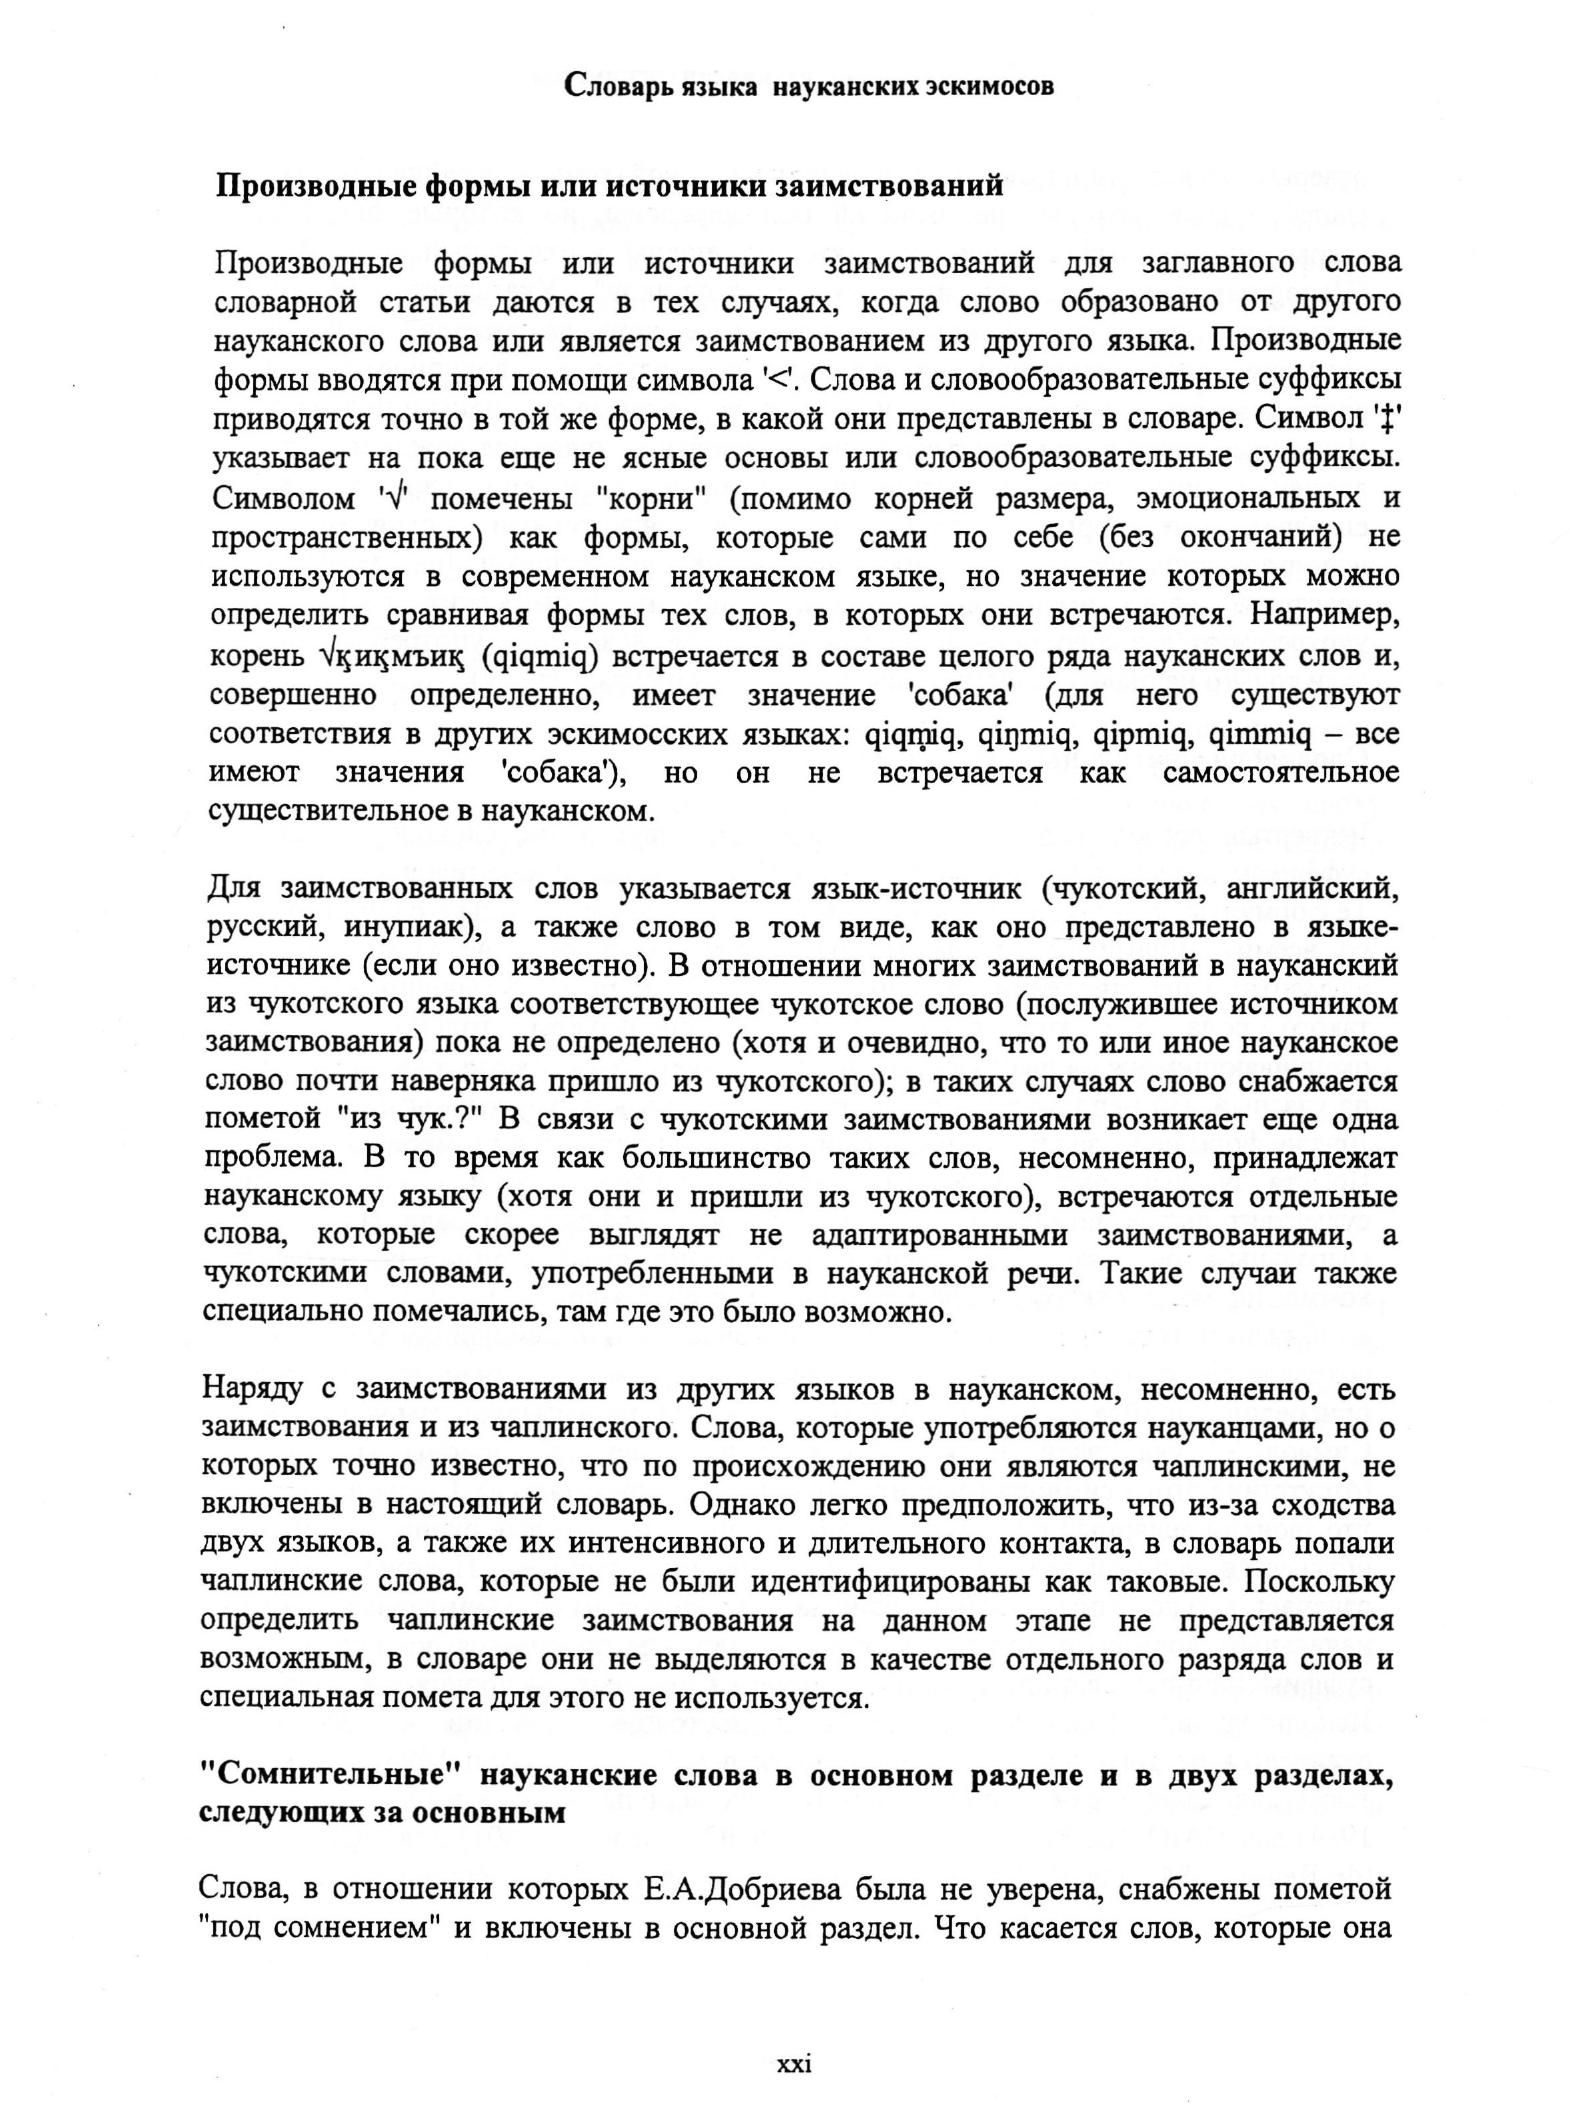 Словарь языка науканских эскимосов
Производные формы или источники заимствований
Производные формы или источники заимствований для заглавного слова
словарной статьи даются в тех случаях, когда слово образовано от другого
науканского слова или является заимствованием из другого языка. Производные
формы вводятся при помощи символа '<'. Слова и словообразовательные суффиксы
приводятся точно в той же форме, в какой они представлены в словаре. Символ '‡'
указывает на пока еще не ясные основы или словообразовательные суффиксы.
Символом '√' помечены "корни" (помимо корней размера, эмоциональных и
пространственных) как формы, которые сами по себе (без окончаний) не
используются в современном науканском языке, но значение которых можно
определить сравнивая формы тех слов, в которых они встречаются. Например,
корень √ӄиӄмъиӄ (qiqmiq) встречается в составе целого ряда науканских слов и,
совершенно определенно, имеет значение 'собака' (для него существуют
соответствия в других эскимосских языках: qiqm̥iq, qiŋmiq, qipmiq, qimmiq – все
имеют значения 'собака'), но он не встречается как самостоятельное
существительное в науканском.
Для заимствованных слов указывается язык-источник (чукотский, английский,
русский, инупиак), а также слово в том виде, как оно представлено в языке-
источнике (если оно известно). В отношении многих заимствований в науканский
из чукотского языка соответствующее чукотское слово (послужившее источником
заимствования) пока не определено (хотя и очевидно, что то или иное науканское
слово почти наверняка пришло из чукотского); в таких случаях слово снабжается
пометой "из чук.?" В связи с чукотскими заимствованиями возникает еще одна
проблема. В то время как большинство таких слов, несомненно, принадлежат
науканскому языку (хотя они и пришли из чукотского), встречаются отдельные
слова, которые скорее выглядят не адаптированными заимствованиями, а
чукотскими словами, употребленными в науканской речи. Такие случаи также
специально помечались, там где это было возможно.
Наряду с заимствованиями из других языков в науканском, несомненно, есть
заимствования и из чаплинского. Слова, которые употребляются науканцами, но о
которых точно известно, что по происхождению они являются чаплинскими, не
включены в настоящий словарь. Однако легко предположить, что из-за сходства
двух языков, а также их интенсивного и длительного контакта, в словарь попали
чаплинские слова, которые не были идентифицированы как таковые. Поскольку
определить чаплинские заимствования на данном этапе не представляется
возможным, в словаре они не выделяются в качестве отдельного разряда слов и
специальная помета для этого не используется.
"Сомнительные" науканские слова в основном разделе и в двух разделах,
следующих за основным
Слова, в отношении которых Е.А.Добриева была не уверена, снабжены пометой
"под сомнением" и включены в основной раздел. Что касается слов, которые она
xxi